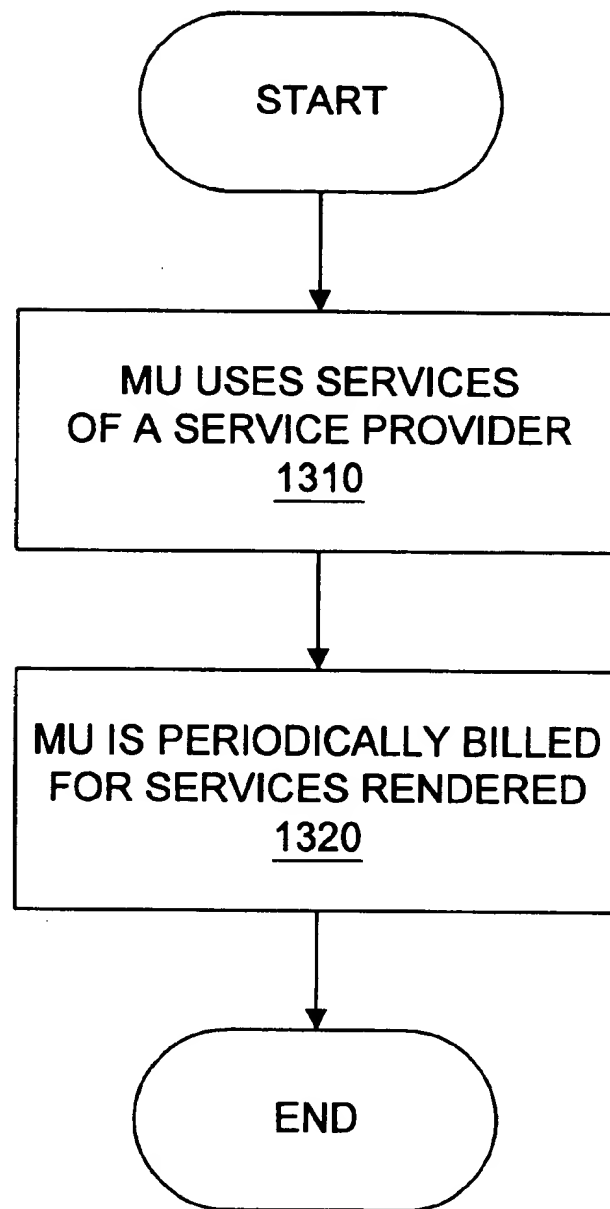 START
MU USES SERVICES
OF A SERVICE PROVIDER
1310
MU IS PERIODICALLY BILLED
FOR SERVICES RENDERED
1320
END